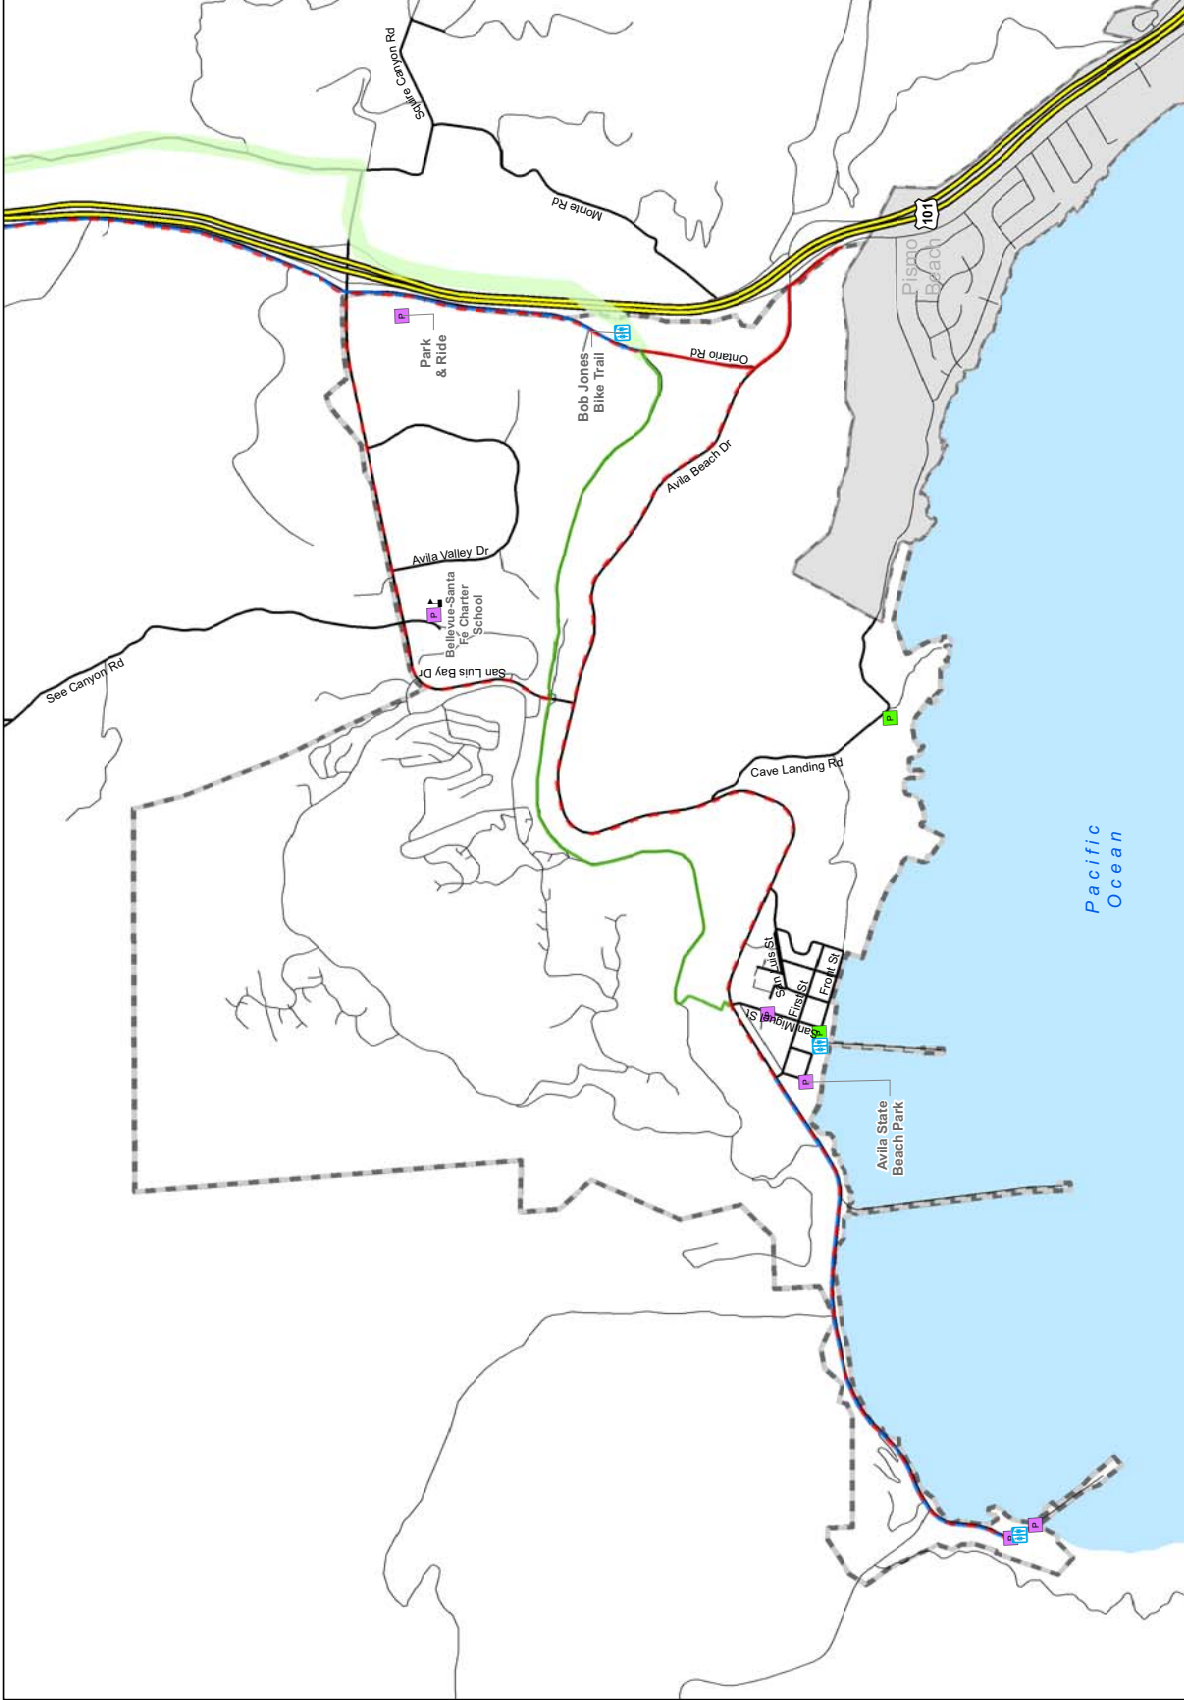 Squire Canyon Rd
Monte Rd
101
Pismo
Beach
P
Park
& Ride
Bob Jones
Bike Trail
Ontario Rd
Avila Beach Dr
Avila Valley Dr
P
Bellevue-Santa
Fe Charter
School
San Luis Bay Dr
See Canyon Rd
P
Cave Landing Rd
Pacific
Ocean
San Luis St
First St
Front St
San Miguel St
P
P
P
Avila State
Beach Park
P
P